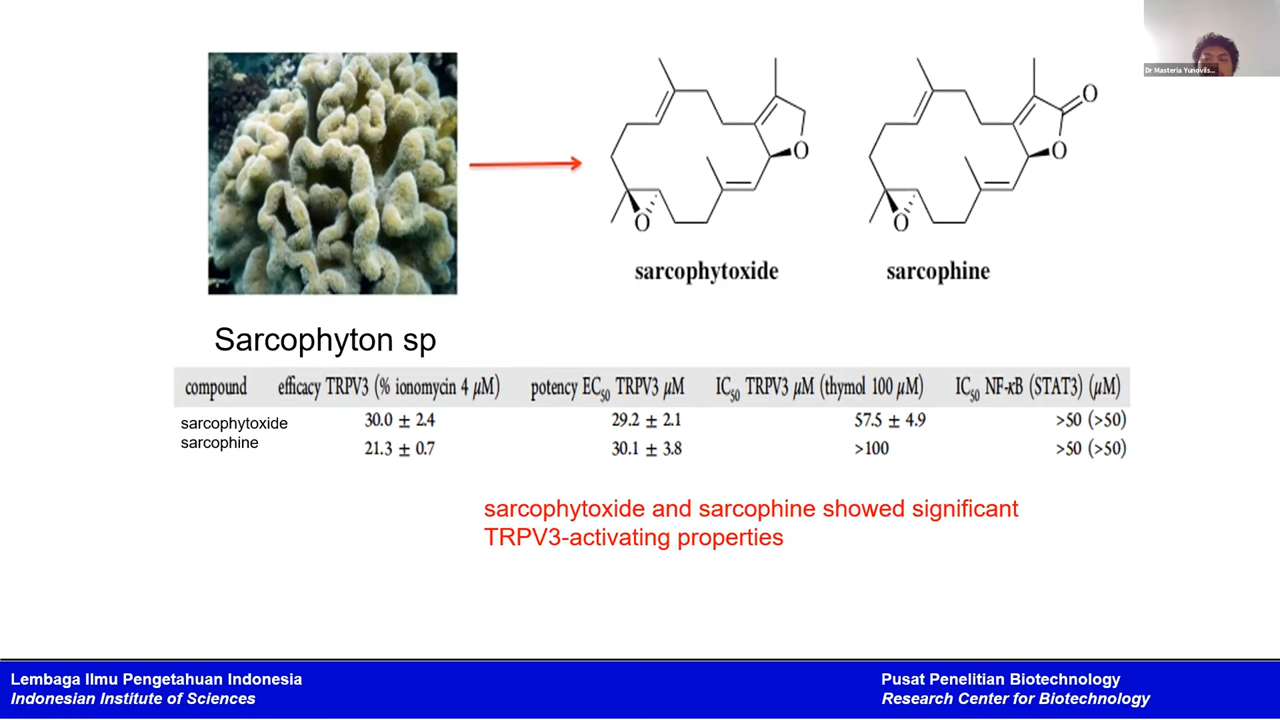 Dr Masteria Yunovils...
O
O
O
O
O
sarcophytoxide
sarcophine
Sarcophyton sp
compound efficacy TRPV3 (% ionomycin 4 μM) potency EC50 TRPV3 μM IC50 TRPV3 μM (thymol 100 μM) IC50 NF-κB (STAT3) (μM)
sarcophytoxide 30.0 ± 2.4 29.2 ± 2.1 57.5 ± 4.9 >50 (>50)
sarcophine 21.3 ± 0.7 30.1 ± 3.8 >100 >50 (>50)
sarcophytoxide and sarcophine showed significant
TRPV3-activating properties
Lembaga Ilmu Pengetahuan Indonesia
Indonesian Institute of Sciences
Pusat Penelitian Biotechnology
Research Center for Biotechnology